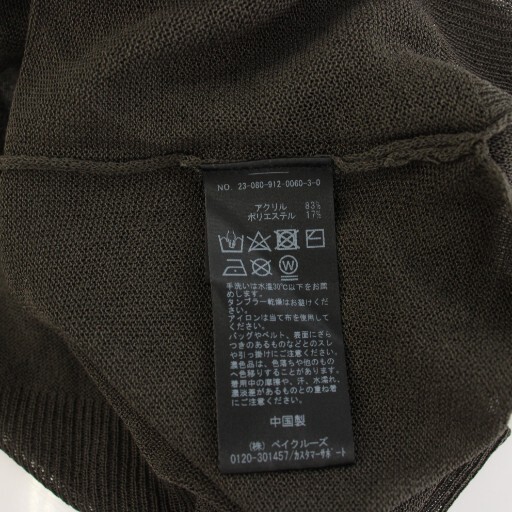 NO. 23-080-912-0060-3-0
アクリル 83%
ポリエステル 17%
手洗いは水温30℃以下をお薦
めします。
タンブラー乾燥はお避けくださ
い。
アイロンは当て布を使用して
ください。
バッグやベルト、表面にざら
つきのあるものなどとのスレ
や引っ掛けにご注意ください。
濃色品は、色落ちや他のもの
へ色移りすることがあります。
着用中の摩擦や、汗、水濡れ、
濃淡差があるものとの重ね着
にご注意ください。
中国製
(株) ベイクルーズ
0120-301457/カスタマーサポート